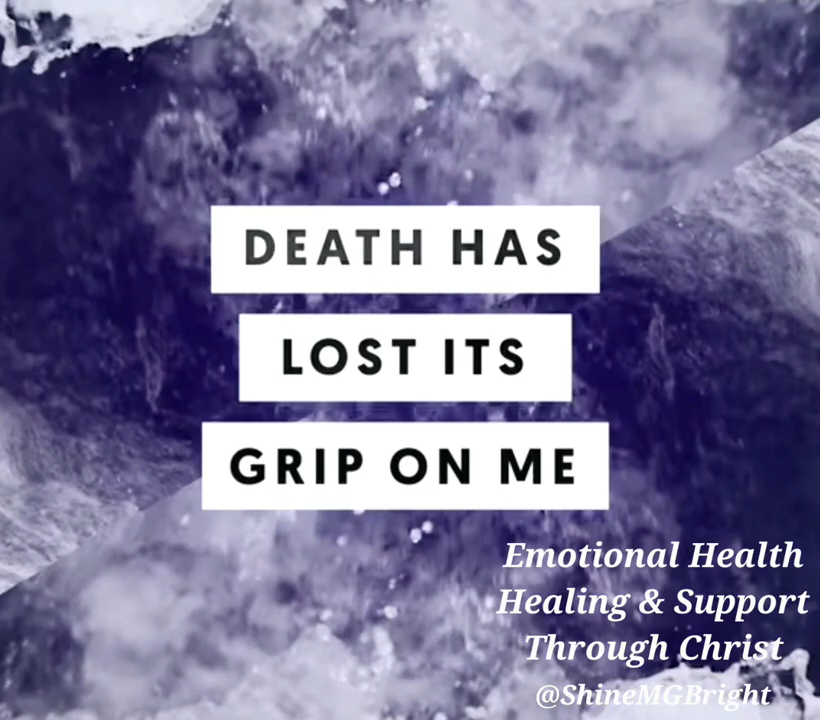 DEATH HAS
LOST ITS
GRIP ON ME
Emotional Health
Healing & Support
Through Christ
@ShineMGBright